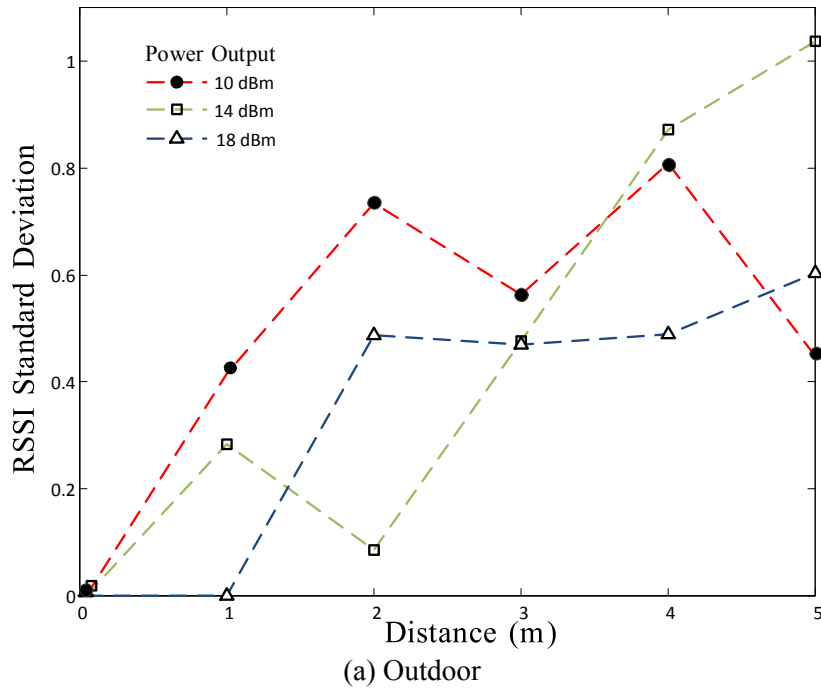 Power Output
10 dBm
14 dBm
18 dBm
1
0.8
0.6
0.4
0.2
0
RSSI Standard Deviation
0 1 2 3 4 5
Distance (m)
(a) Outdoor